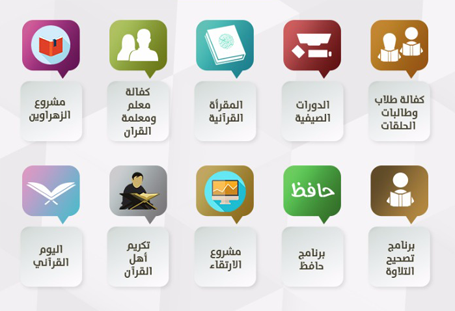 كفالة طلاب
وطالبات
الحلقات
الدورات
الصيفية
المقرأة
القرآنية
كفالة
معلم
ومعلمة
القرآن
مشروع
الزهراوين
حافظ
برنامج
تصحيح
التلاوة
برنامج
حافظ
مشروع
الارتقاء
تكريم
أهل
القرآن
اليوم
القرآني